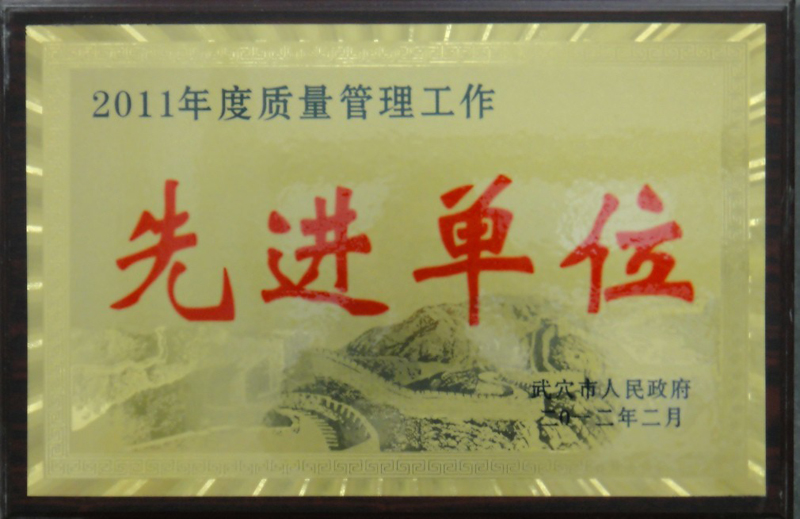 2011年度质量管理工作
先进单位
武穴市人民政府
二0一二年二月